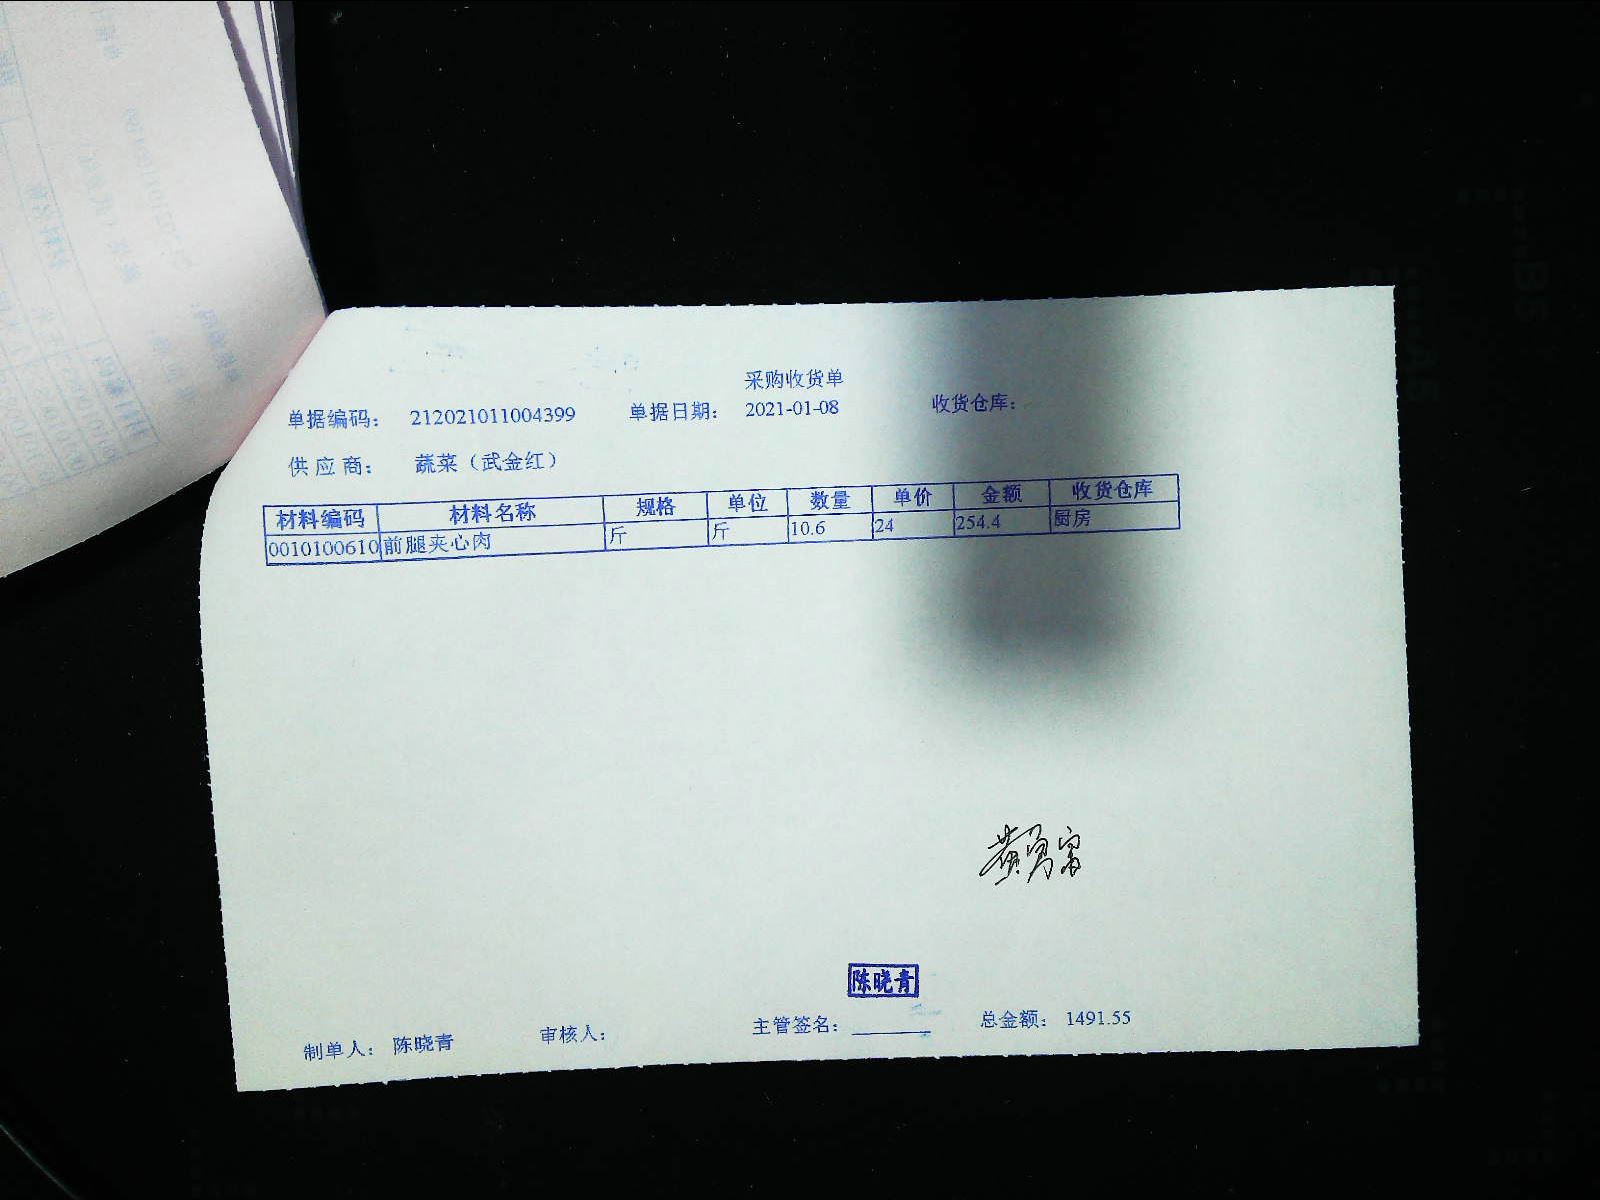 采购收货单
单据编码： 212021011004399 单据日期： 2021-01-08 收货仓库：
供应商： 蔬菜（武金红）
材料编码 材料名称 规格 单位 数量 单价 金额 收货仓库
0010100610 前腿夹心肉 斤 斤 10.6 24 254.4 厨房
黄勇富
陈晓青
制单人： 陈晓青 审核人： 主管签名： 总金额： 1491.55